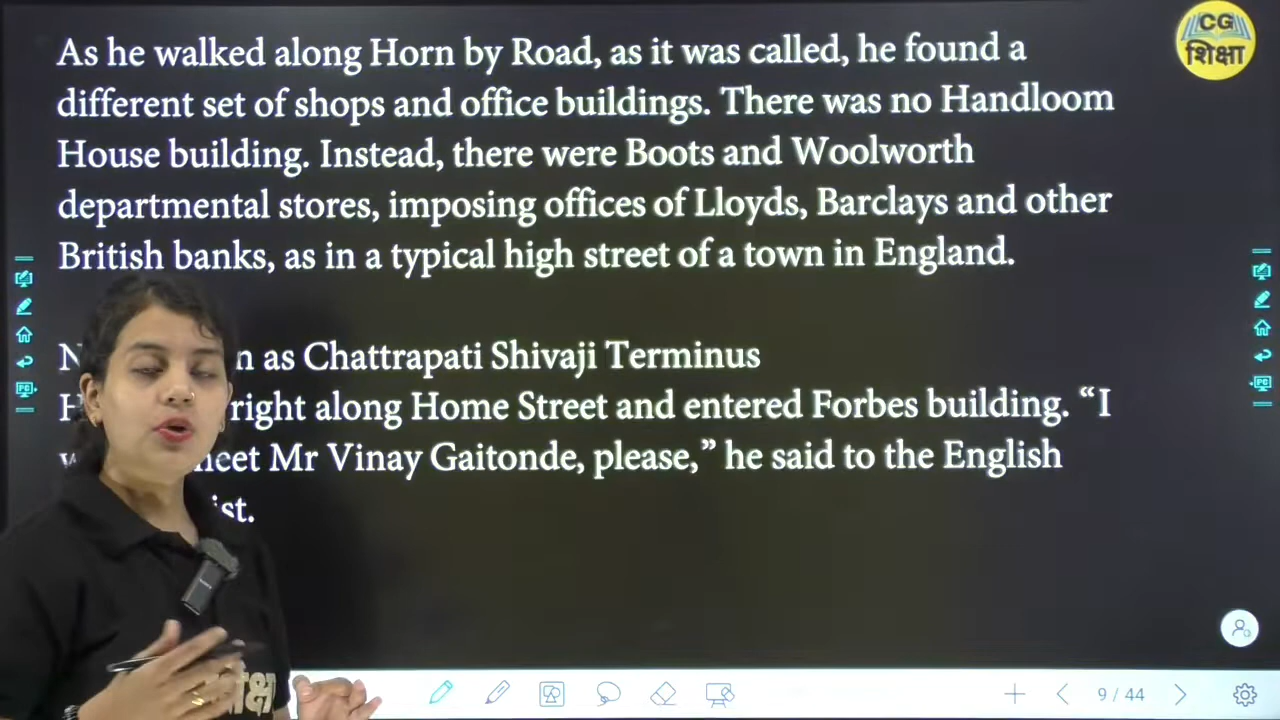 As he walked along Horn by Road, as it was called, he found a
different set of shops and office buildings. There was no Handloom
House building. Instead, there were Boots and Woolworth
departmental stores, imposing offices of Lloyds, Barclays and other
British banks, as in a typical high street of a town in England.
as Chattrapati Shivaji Terminus
right along Home Street and entered Forbes building. “I
Mr Vinay Gaitonde, please,” he said to the English
CG
शिक्षा
9 / 44